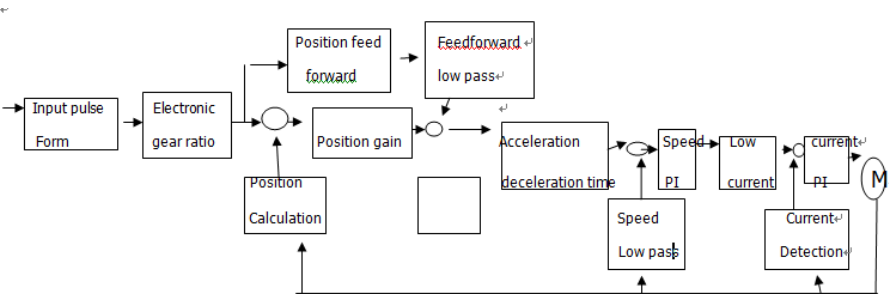 Position feed
forward
Feedforward
low pass
Input pulse
Form
Electronic
gear ratio
Position gain
Acceleration
deceleration time
Speed
PI
Low
current
current
PI
M
Position
Calculation
Speed
Low pass
Current
Detection